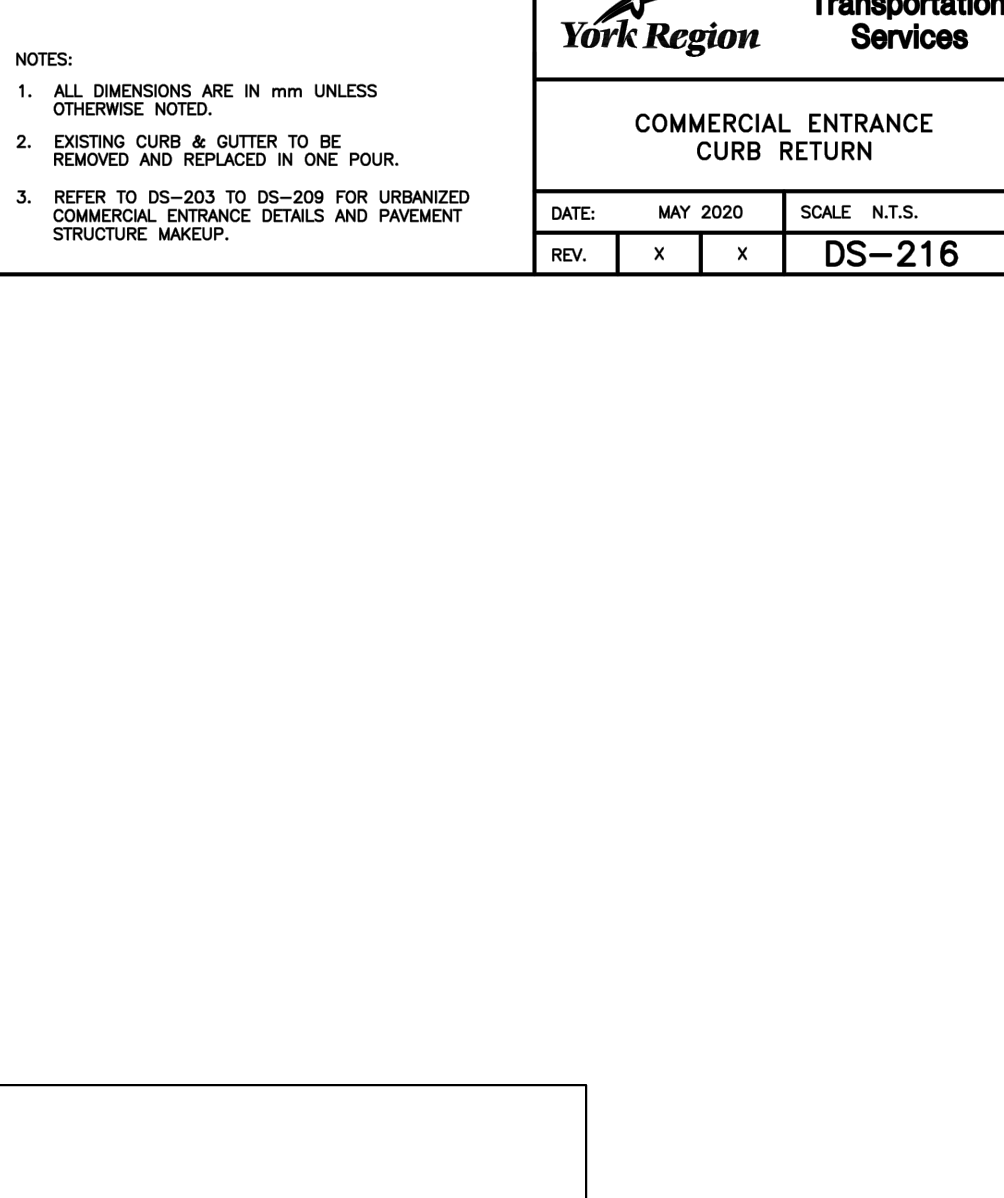 NOTES:
1. ALL DIMENSIONS ARE IN mm UNLESS
OTHERWISE NOTED.
2. EXISTING CURB & GUTTER TO BE
REMOVED AND REPLACED IN ONE POUR.
3. REFER TO DS-203 TO DS-209 FOR URBANIZED
COMMERCIAL ENTRANCE DETAILS AND PAVEMENT
STRUCTURE MAKEUP.
York Region
Transportation
Services
COMMERCIAL ENTRANCE
CURB RETURN
DATE: MAY 2020 SCALE N.T.S.
REV. X X DS-216